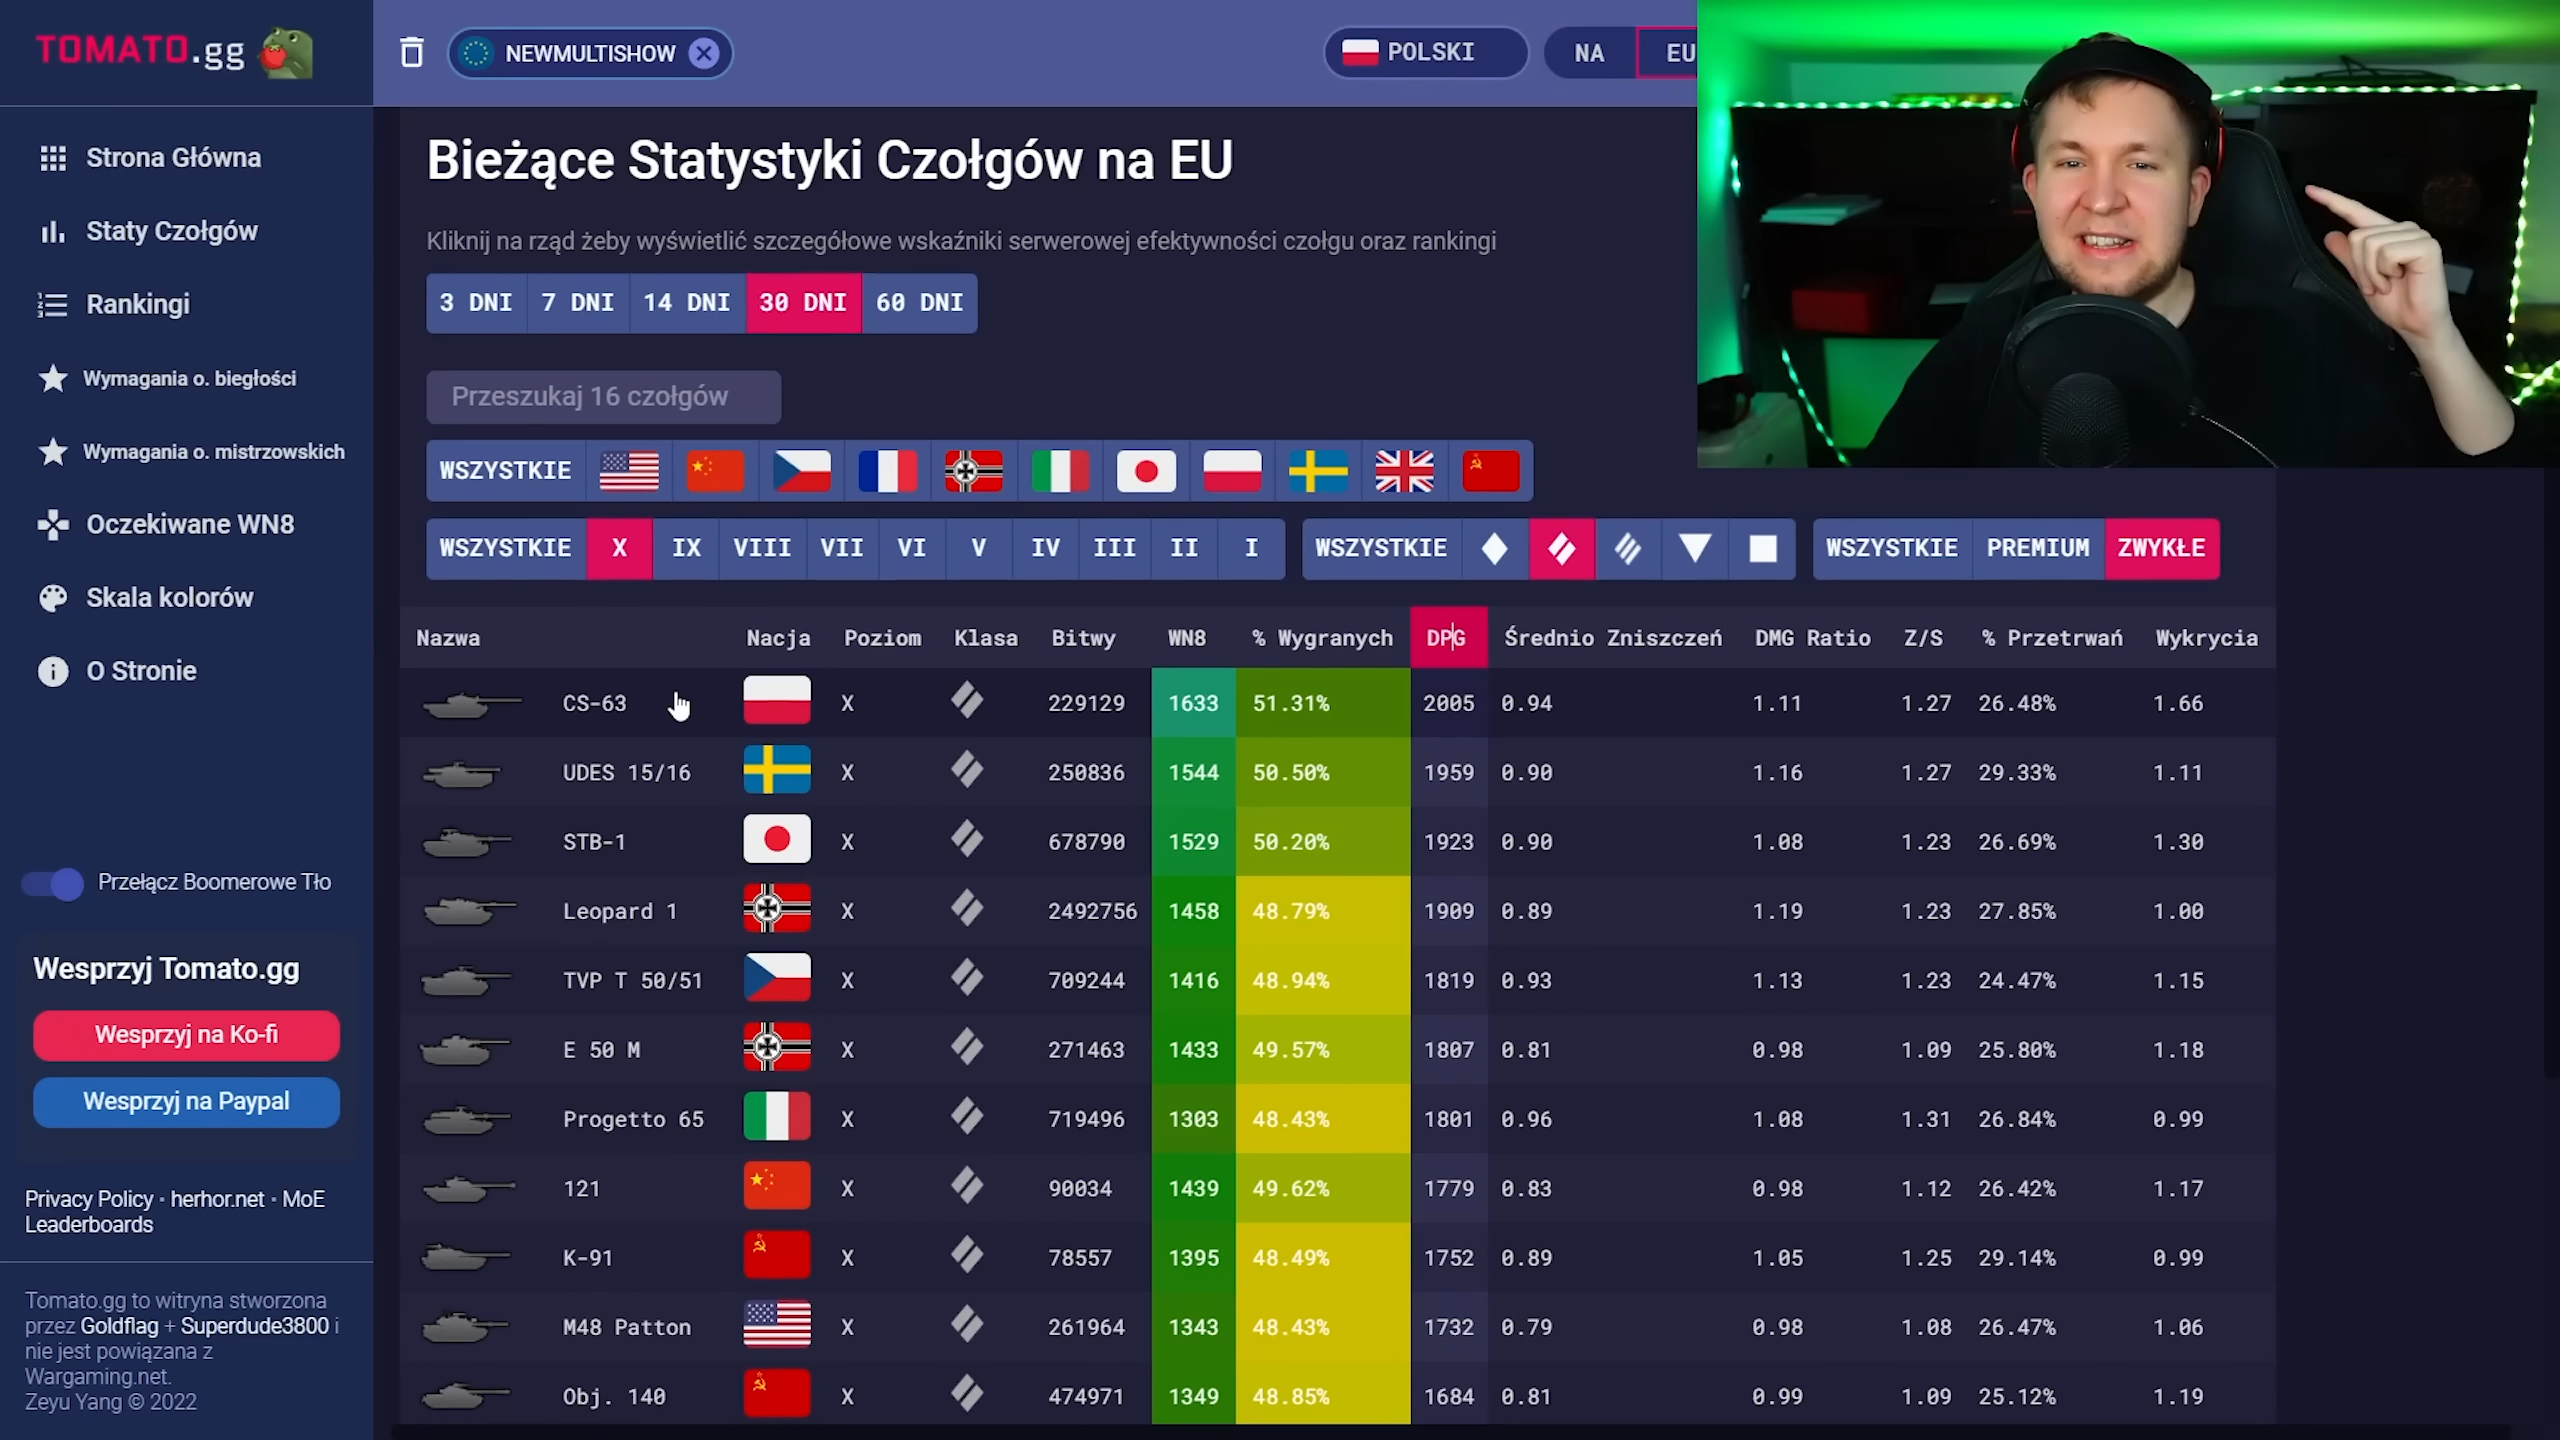 TOMATO.gg
NEWMULTISHOW
POLSKI
NA
EU
Strona Główna
Staty Czołgów
Rankingi
Wymagania o. biegłości
Wymagania o. mistrzowskich
Oczekiwane WN8
Skala kolorów
O Stronie
Przełącz Boomerowe Tło
Wesprzyj Tomato.gg
Wesprzyj na Ko-fi
Wesprzyj na Paypal
Privacy Policy · herhor.net · MoE
Leaderboards
Tomato.gg to witryna stworzona
przez Goldflag + Superdude3800 i
nie jest powiązana z
Wargaming.net.
Zeyu Yang © 2022
Bieżące Statystyki Czołgów na EU
Kliknij na rząd żeby wyświetlić szczegółowe wskaźniki serwerowej efektywności czołgu oraz rankingi
3 DNI 7 DNI 14 DNI 30 DNI 60 DNI
Przeszukaj 16 czołgów
WSZYSTKIE
WSZYSTKIE X IX VIII VII VI V IV III II I WSZYSTKIE WSZYSTKIE PREMIUM ZWYKŁE
Nazwa Nacja Poziom Klasa Bitwy WN8 % Wygranych DPG Średnio Zniszczeń DMG Ratio Z/S % Przetrwań Wykrycia
CS-63 X 229129 1633 51.31% 2005 0.94 1.11 1.27 26.48% 1.66
UDES 15/16 X 250836 1544 50.50% 1959 0.90 1.16 1.27 29.33% 1.11
STB-1 X 678790 1529 50.20% 1923 0.90 1.08 1.23 26.69% 1.30
Leopard 1 X 2492756 1458 48.79% 1909 0.89 1.19 1.23 27.85% 1.00
TVP T 50/51 X 709244 1416 48.94% 1819 0.93 1.13 1.23 24.47% 1.15
E 50 M X 271463 1433 49.57% 1807 0.81 0.98 1.09 25.80% 1.18
Progetto 65 X 719496 1303 48.43% 1801 0.96 1.08 1.31 26.84% 0.99
121 X 90034 1439 49.62% 1779 0.83 0.98 1.12 26.42% 1.17
K-91 X 78557 1395 48.49% 1752 0.89 1.05 1.25 29.14% 0.99
M48 Patton X 261964 1343 48.43% 1732 0.79 0.98 1.08 26.47% 1.06
Obj. 140 X 474971 1349 48.85% 1684 0.81 0.99 1.09 25.12% 1.19